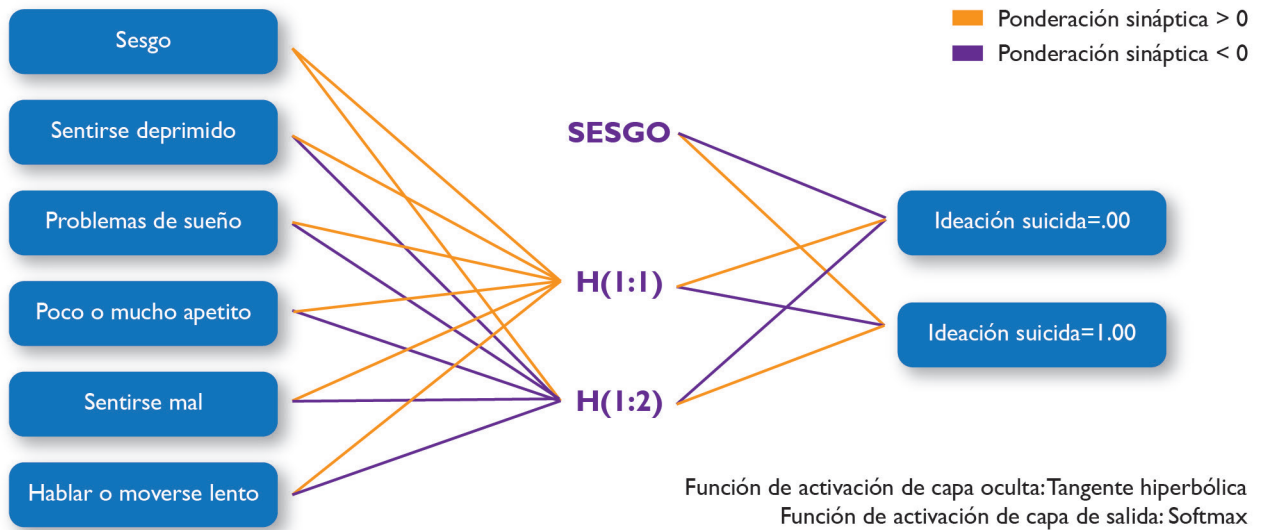 Ponderación sináptica > 0
Ponderación sináptica < 0
Sesgo
Sentirse deprimido
Problemas de sueño
Poco o mucho apetito
Sentirse mal
Hablar o moverse lento
SESGO
H(1:1)
H(1:2)
Ideación suicida=.00
Ideación suicida=1.00
Función de activación de capa oculta: Tangente hiperbólica
Función de activación de capa de salida: Softmax